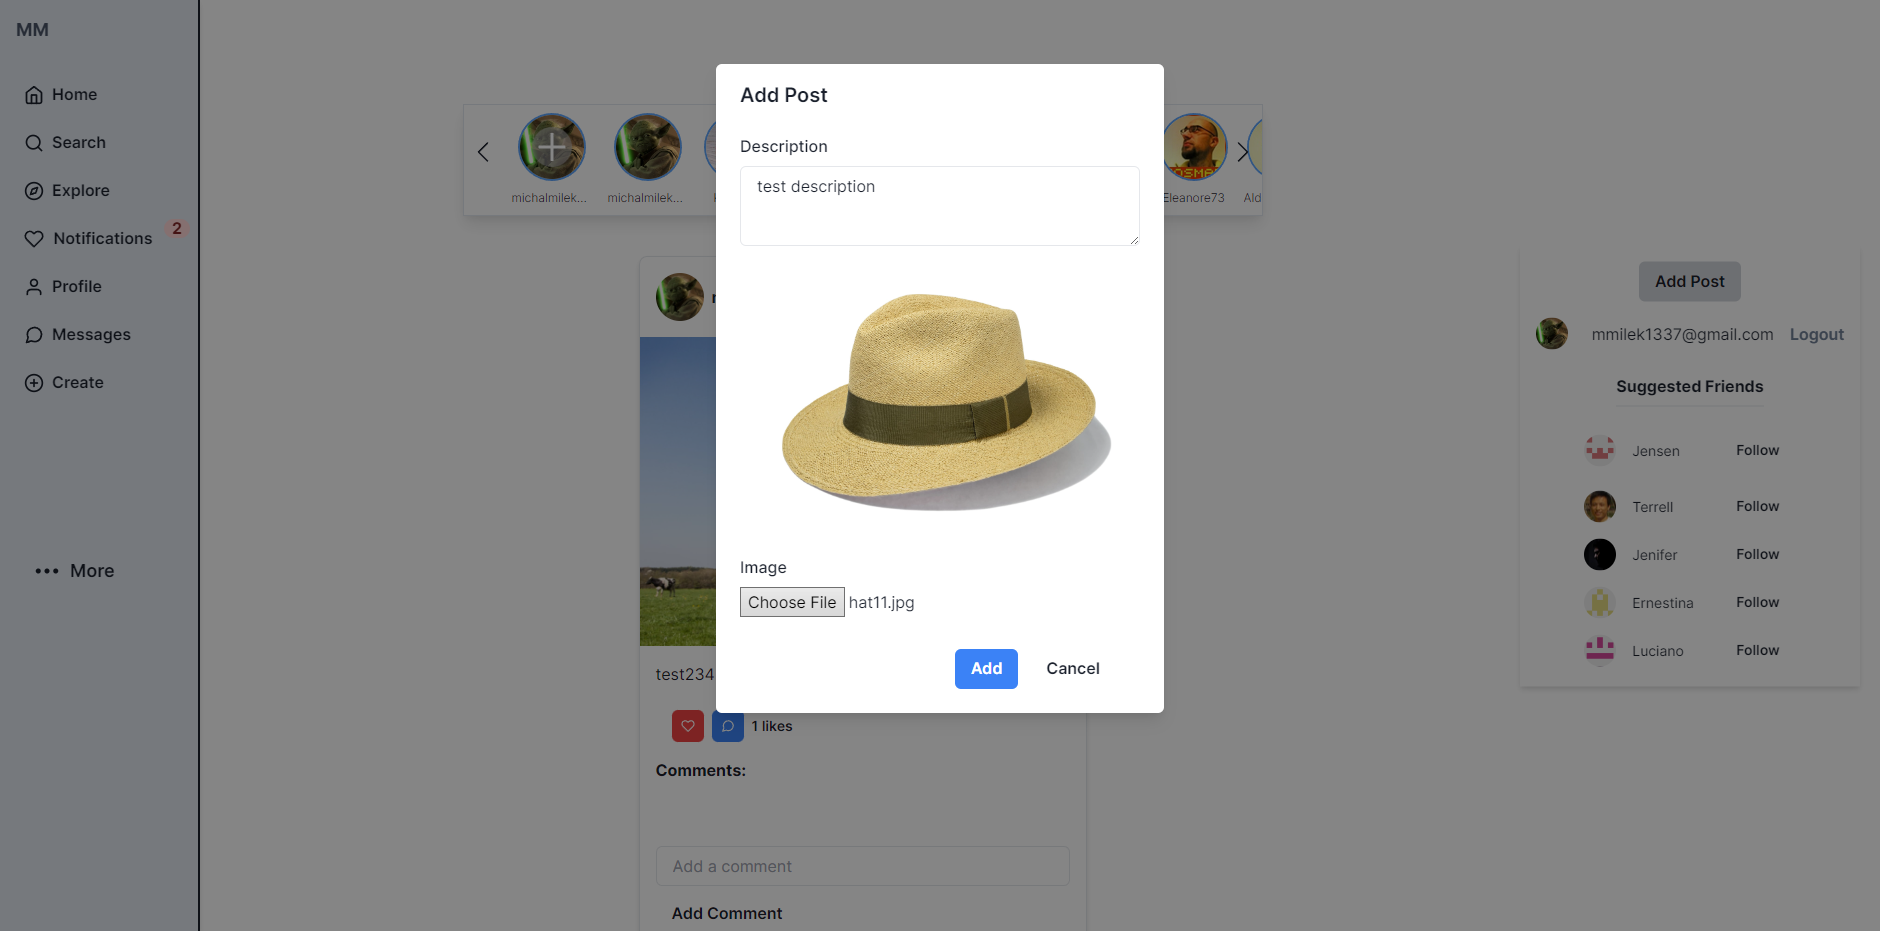 MM
Home
Search
Explore
Notifications 2
Profile
Messages
Create
More
michalmilek...
michalmilek...
Eleanore73
Add Post
Description
test description
Image
Choose File hat11.jpg
Add
Cancel
test234
1 likes
Comments:
Add a comment
Add Comment
Add Post
mmilek1337@gmail.com Logout
Suggested Friends
Jensen Follow
Terrell Follow
Jenifer Follow
Ernestina Follow
Luciano Follow